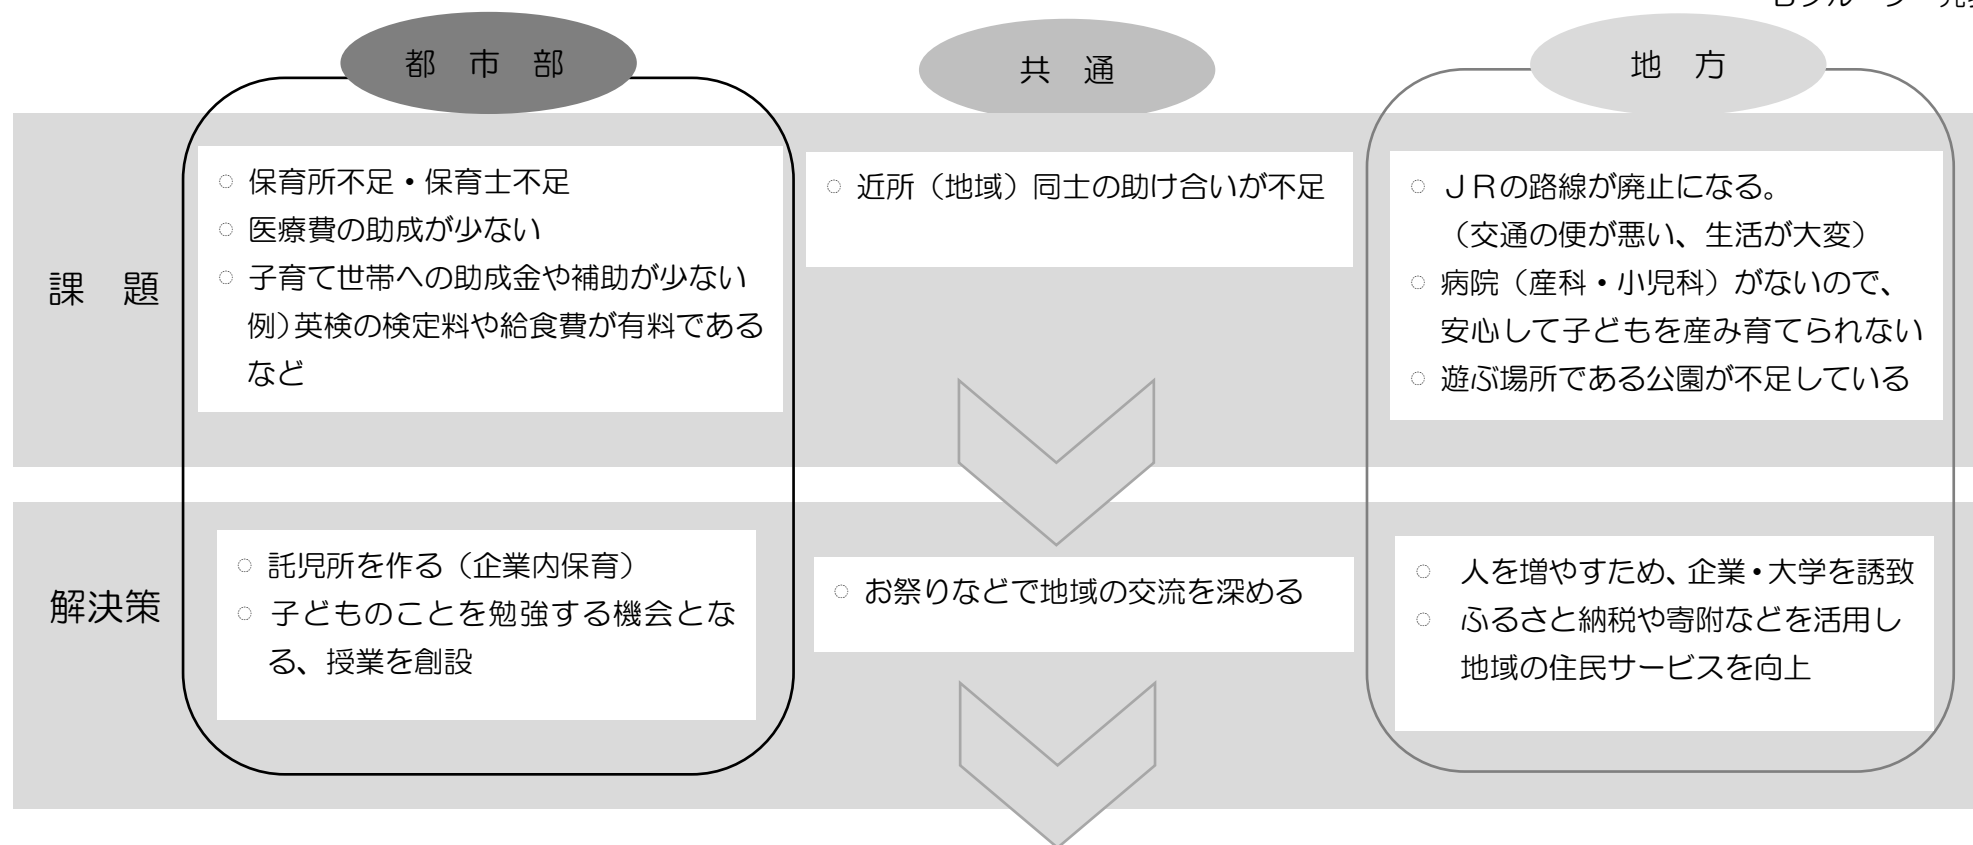 都 市 部
共 通
地 方
課 題
○ 保育所不足・保育士不足
○ 医療費の助成が少ない
○ 子育て世帯への助成金や補助が少ない
例)英検の検定料や給食費が有料である
など
○ 近所(地域)同士の助け合いが不足
○ JRの路線が廃止になる。
(交通の便が悪い、生活が大変)
○ 病院(産科・小児科)がないので、
安心して子どもを産み育てられない
○ 遊ぶ場所である公園が不足している
解決策
○ 託児所を作る(企業内保育)
○ 子どものことを勉強する機会とな
る、授業を創設
○ お祭りなどで地域の交流を深める
○ 人を増やすため、企業・大学を誘致
○ ふるさと納税や寄附などを活用し
地域の住民サービスを向上